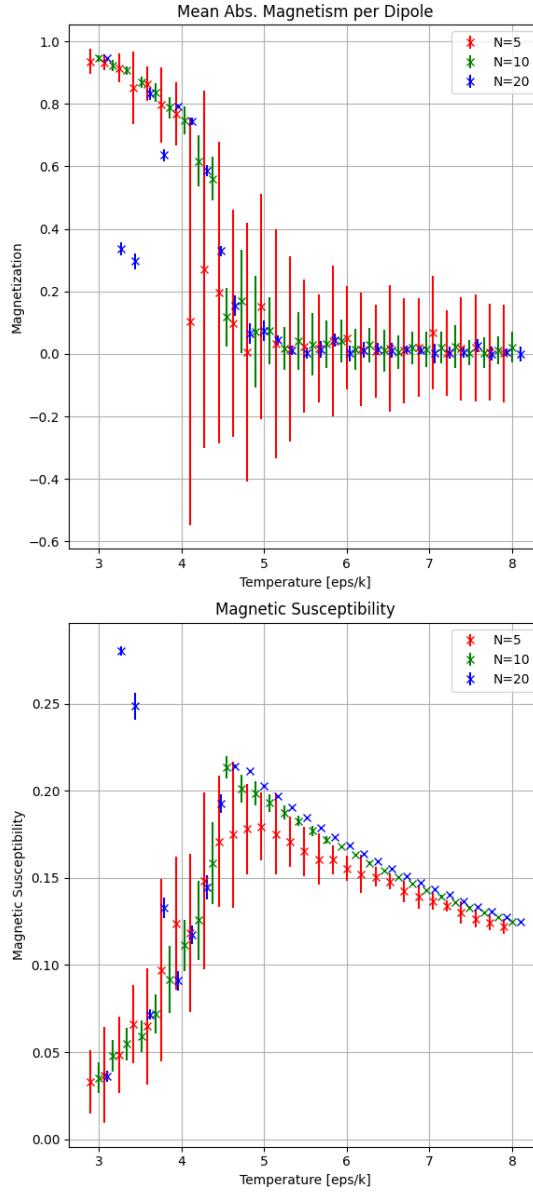 Mean Abs. Magnetism per Dipole
N=5
N=10
N=20
1.0
0.8
0.6
0.4
0.2
0.0
−0.2
−0.4
−0.6
Magnetization
3 4 5 6 7 8
Temperature [eps/k]
Magnetic Susceptibility
N=5
N=10
N=20
0.25
0.20
0.15
0.10
0.05
0.00
Magnetic Susceptibility
3 4 5 6 7 8
Temperature [eps/k]